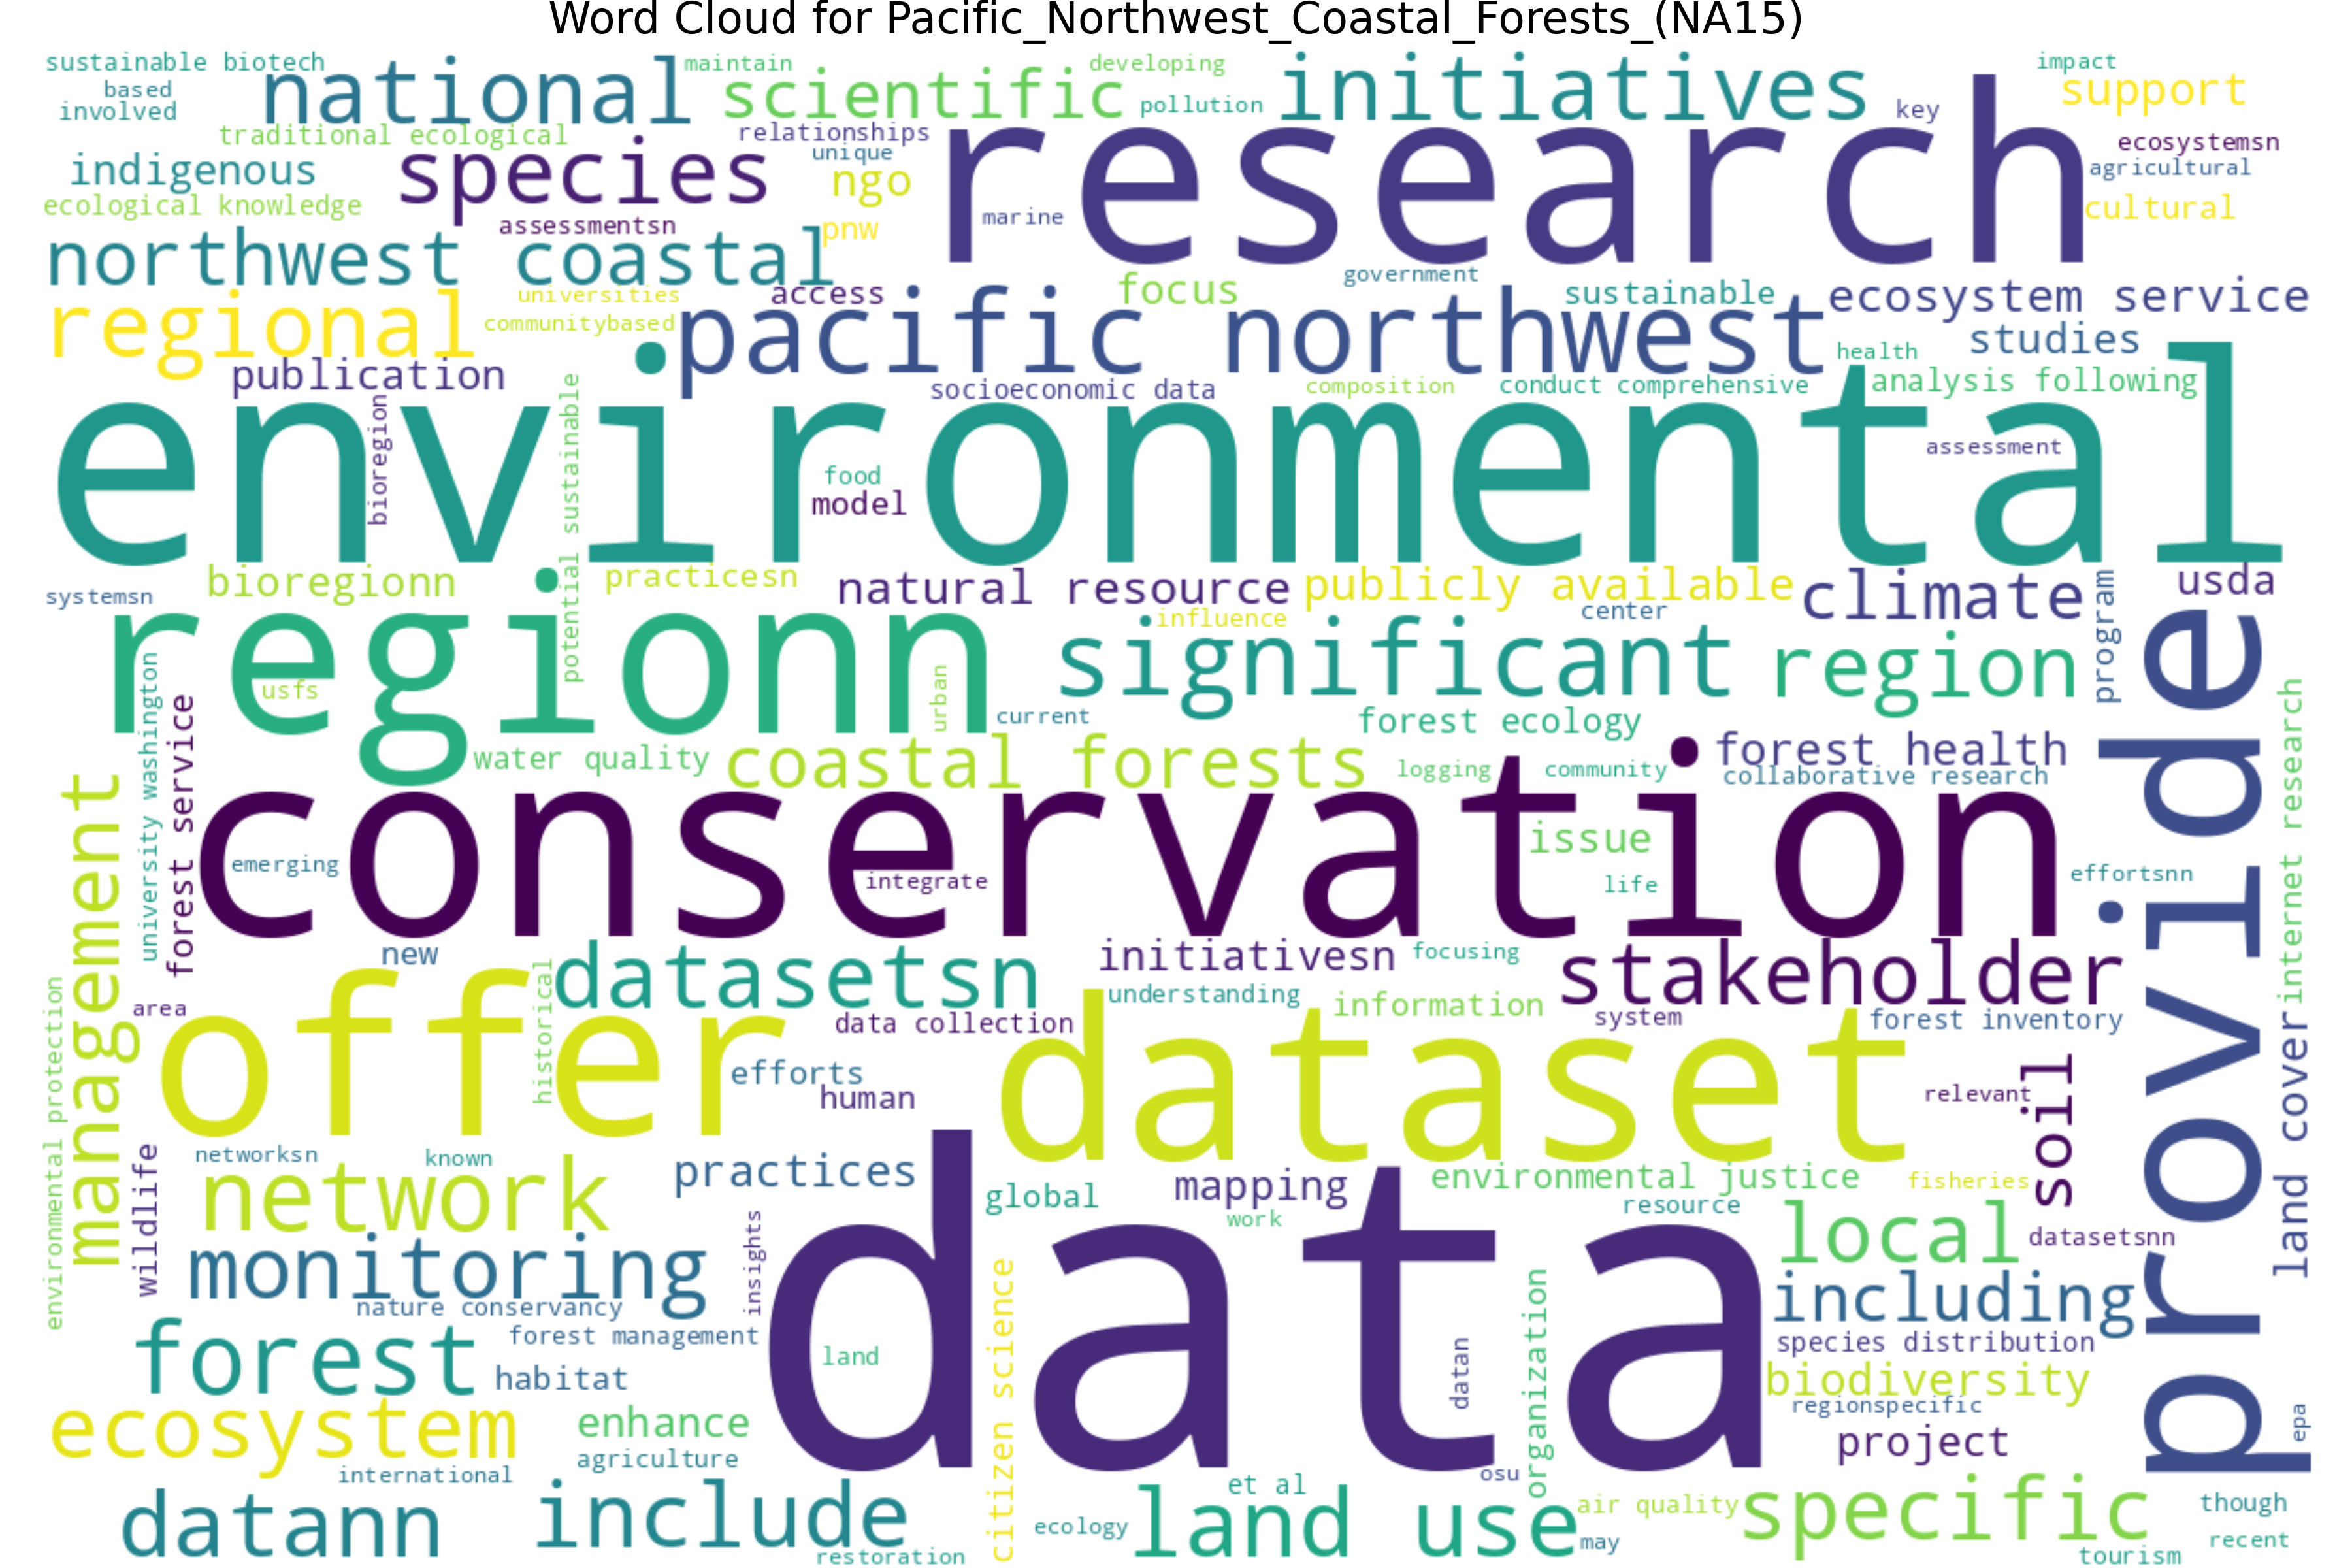 Word Cloud for Pacific_Northwest_Coastal_Forests_(NA15)
sustainable biotech
national
maintain
scientific
developing
initiatives
impact
based
involved
pollution
key
support
traditional ecological
relationships
research
ecosystemsn
indigenous
species
unique
ngo
agricultural
ecological knowledge
assessmentsn
pnw
marine
cultural
northwest coastal
government
regional
universities
access
focus
sustainable
ecosystem service
communitybased
pacific northwest
studies
publication
health
socioeconomic data
composition
conduct comprehensive
analysis following
bioregion
potential sustainable
environmental
food
model
assessment
systemsn
bioregionn
practicesn
natural resource
publicly available
climate
usda
influence
center
program
regionn
usfs
urban
significant
region
current
forest ecology
university washington
forest service
water quality
coastal forests
logging
community
forest health
collaborative research
provide
internet research
management
conservation
emerging
integrate
issue
life
effortsnn
new
datasetsn
initiativesn
focusing
stakeholder
area
historical
understanding
information
environmental protection
offer
data collection
system
forest inventory
dataset
efforts
human
relevant
soil
land cover
wildlife
networksn
known
practices
global
mapping
environmental justice
fisheries
network
work
resource
local
datasetsnn
monitoring
insights
data
citizen science
organization
including
nature conservancy
forest
forest management
land
datan
species distribution
habitat
biodiversity
regionspecific
ecosystem
enhance
project
epa
agriculture
international
et al
osu
datann
include
ecology
land use
air quality
specific
though
may
recent
restoration
tourism